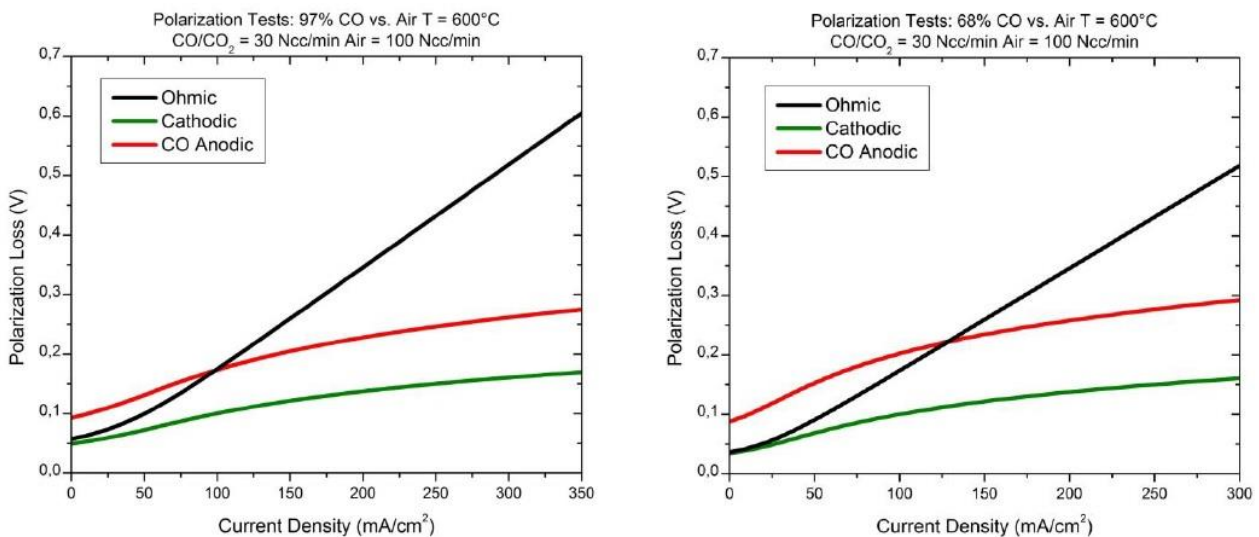 Polarization Tests: 97% CO vs. Air T = 600°C
CO/CO₂ = 30 Ncc/min Air = 100 Ncc/min
0,7
0,6
0,5
0,4
0,3
0,2
0,1
0,0
Polarization Loss (V)
Ohmic
Cathodic
CO Anodic
0 50 100 150 200 250 300 350
Current Density (mA/cm²)
Polarization Tests: 68% CO vs. Air T = 600°C
CO/CO₂ = 30 Ncc/min Air = 100 Ncc/min
0,7
0,6
0,5
0,4
0,3
0,2
0,1
0,0
Polarization Loss (V)
Ohmic
Cathodic
CO Anodic
0 50 100 150 200 250 300
Current Density (mA/cm²)